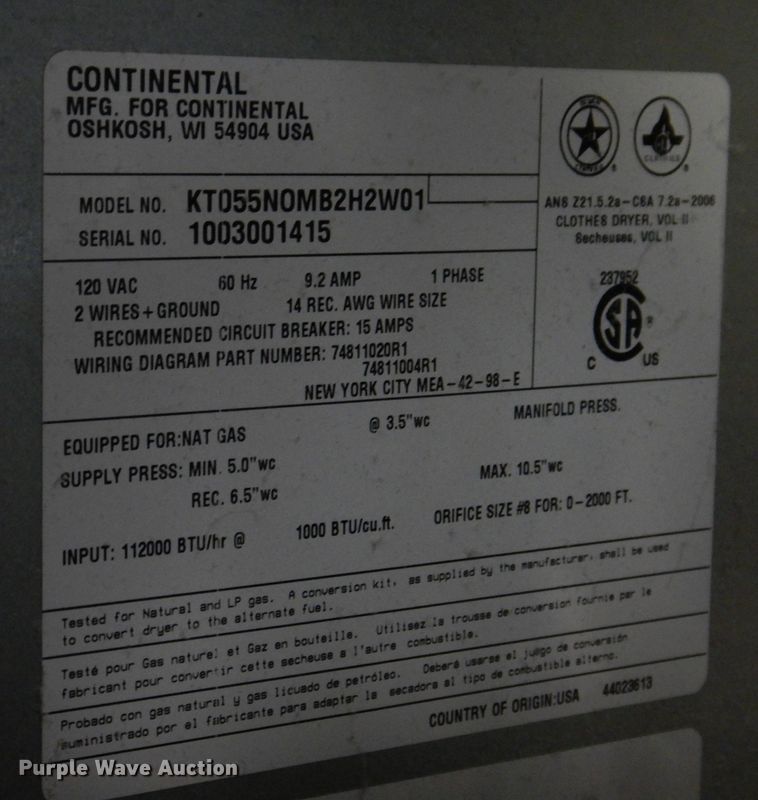 CONTINENTAL
MFG. FOR CONTINENTAL
OSHKOSH, WI 54904 USA
MODEL NO. KT055NOMB2H2W01
SERIAL NO. 1003001415
ANS Z21.5.2a-CSA 7.2a-2006
CLOTHES DRYER, VOL II
Secheuses, VOL II
237952
CSA
C US
120 VAC 60 Hz 9.2 AMP 1 PHASE
2 WIRES + GROUND 14 REC. AWG WIRE SIZE
RECOMMENDED CIRCUIT BREAKER: 15 AMPS
WIRING DIAGRAM PART NUMBER: 74811020R1
74811004R1
NEW YORK CITY MEA-42-98-E
EQUIPPED FOR:NAT GAS @ 3.5"wc MANIFOLD PRESS.
SUPPLY PRESS: MIN. 5.0"wc MAX. 10.5"wc
REC. 6.5"wc
INPUT: 112000 BTU/hr @ 1000 BTU/cu.ft. ORIFICE SIZE #8 FOR: 0-2000 FT.
Tested for Natural and LP gas. A conversion kit, as supplied by the manufacturer, shall be used
to convert dryer to the alternate fuel.
Testé pour Gas naturel et Gaz en bouteille. Utilisez la trousse de conversion fournie par le
fabricant pour convertir cette secheuse a l'autre combustible.
Probado con gas natural y gas licuado de petróleo. Deberá usarse el juego de conversión
suministrado por el fabricante para adaptar la secadora al tipo de combustible alterno.
COUNTRY OF ORIGIN:USA 44023613
Purple Wave Auction